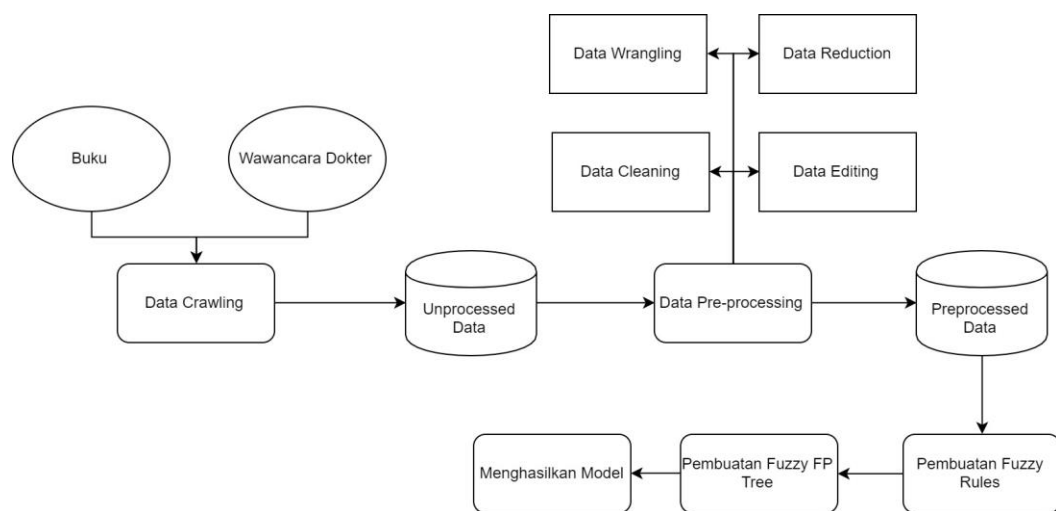 Data Wrangling
Data Reduction
Buku
Wawancara Dokter
Data Cleaning
Data Editing
Data Crawling
Unprocessed
Data
Data Pre-processing
Preprocessed
Data
Menghasilkan Model
Pembuatan Fuzzy FP
Tree
Pembuatan Fuzzy
Rules